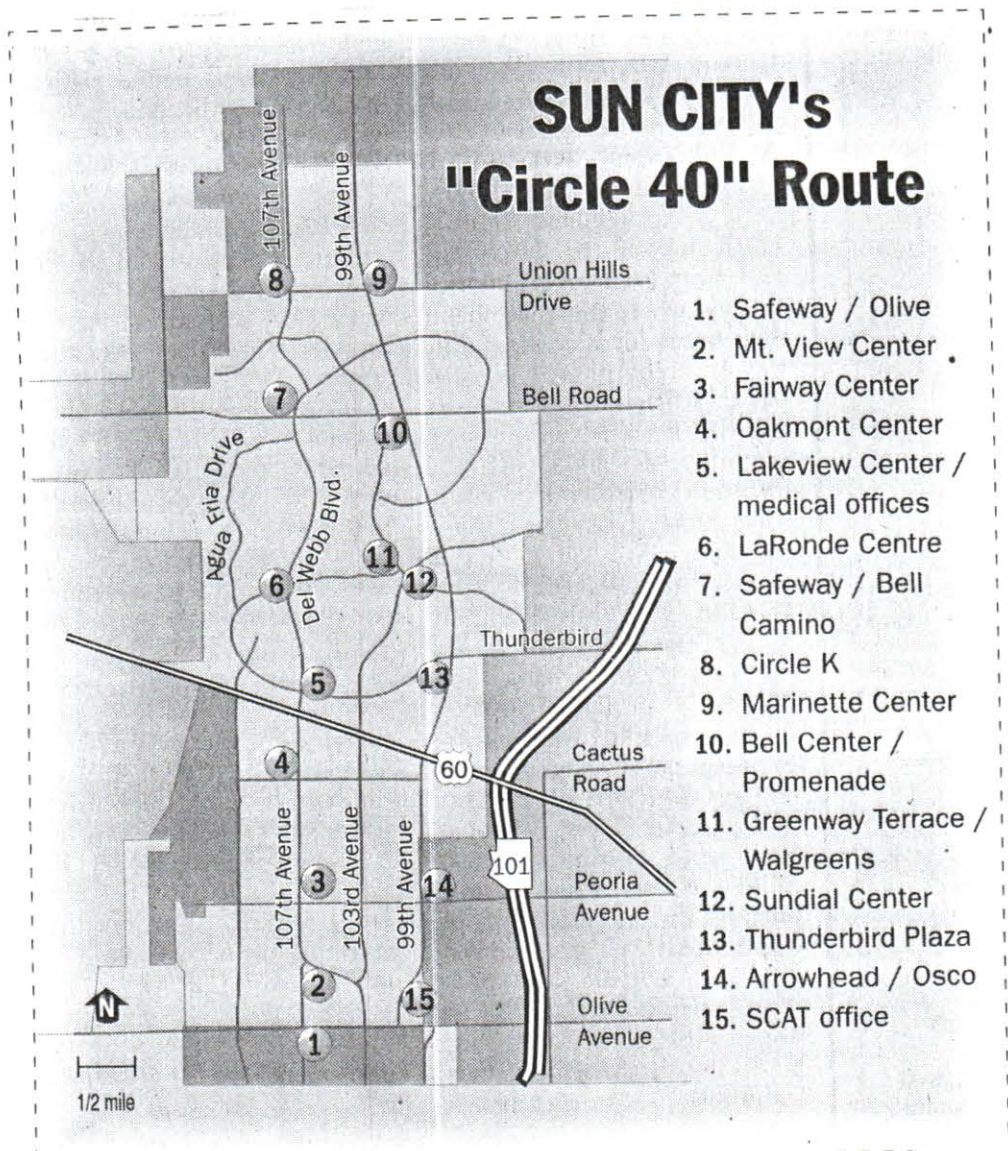 SUN CITY's
"Circle 40" Route
107th Avenue
99th Avenue
8
9
Union Hills
Drive
7
Bell Road
10
Agua Fria Drive
Del Webb Blvd.
11
12
6
Thunderbird
5
13
4
60
Cactus
Road
107th Avenue
103rd Avenue
99th Avenue
3
14
101
Peoria
Avenue
2
15
N
Olive
Avenue
1
1/2 mile
1. Safeway / Olive
2. Mt. View Center
3. Fairway Center
4. Oakmont Center
5. Lakeview Center /
medical offices
6. LaRonde Centre
7. Safeway / Bell
Camino
8. Circle K
9. Marinette Center
10. Bell Center /
Promenade
11. Greenway Terrace /
Walgreens
12. Sundial Center
13. Thunderbird Plaza
14. Arrowhead / Osco
15. SCAT office